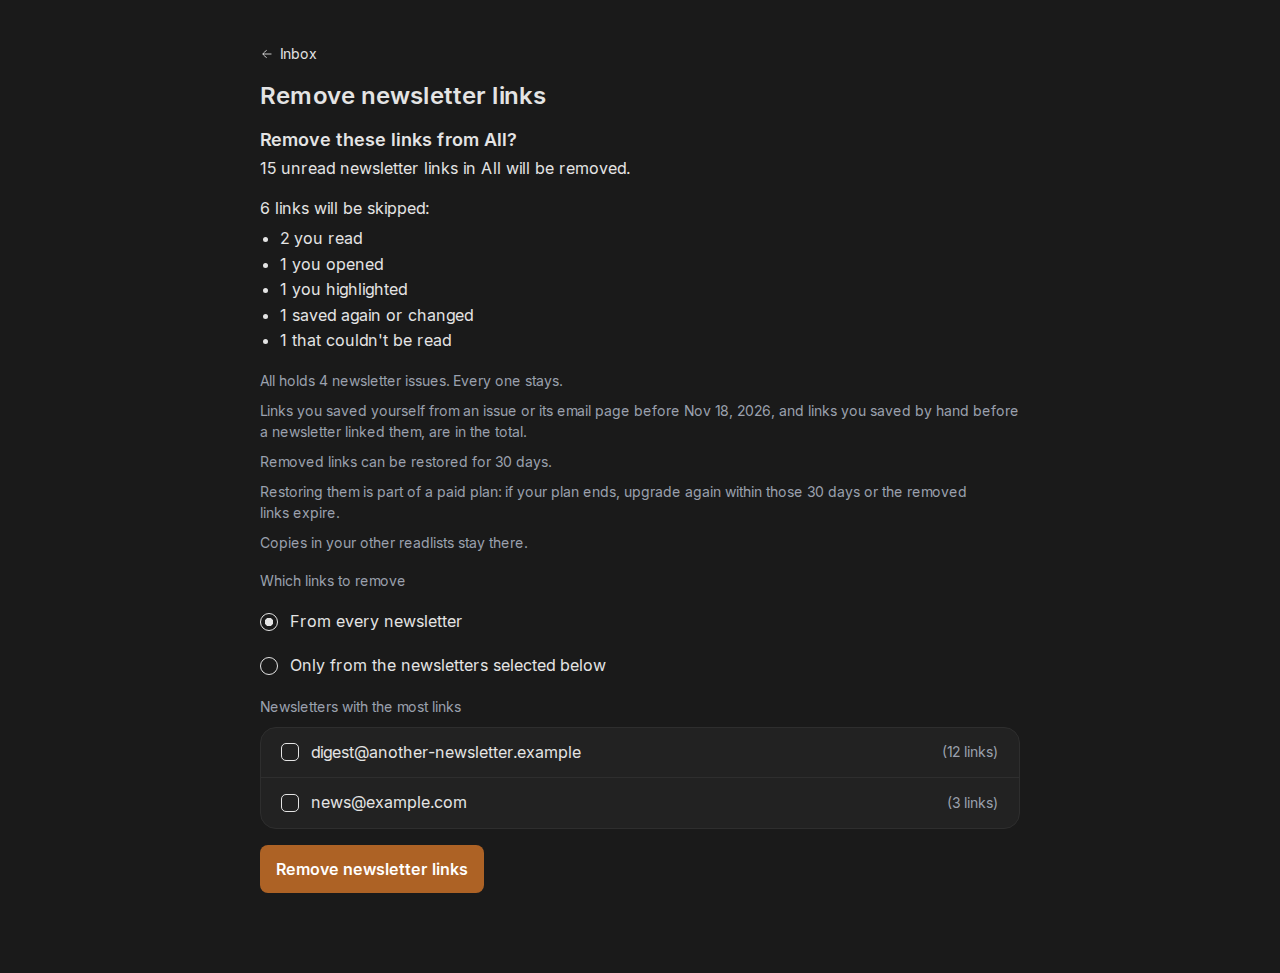 ← Inbox
Remove newsletter links
Remove these links from All?
15 unread newsletter links in All will be removed.
6 links will be skipped:
• 2 you read
• 1 you opened
• 1 you highlighted
• 1 saved again or changed
• 1 that couldn't be read
All holds 4 newsletter issues. Every one stays.
Links you saved yourself from an issue or its email page before Nov 18, 2026, and links you saved by hand before
a newsletter linked them, are in the total.
Removed links can be restored for 30 days.
Restoring them is part of a paid plan: if your plan ends, upgrade again within those 30 days or the removed
links expire.
Copies in your other readlists stay there.
Which links to remove
From every newsletter
Only from the newsletters selected below
Newsletters with the most links
digest@another-newsletter.example (12 links)
news@example.com (3 links)
Remove newsletter links